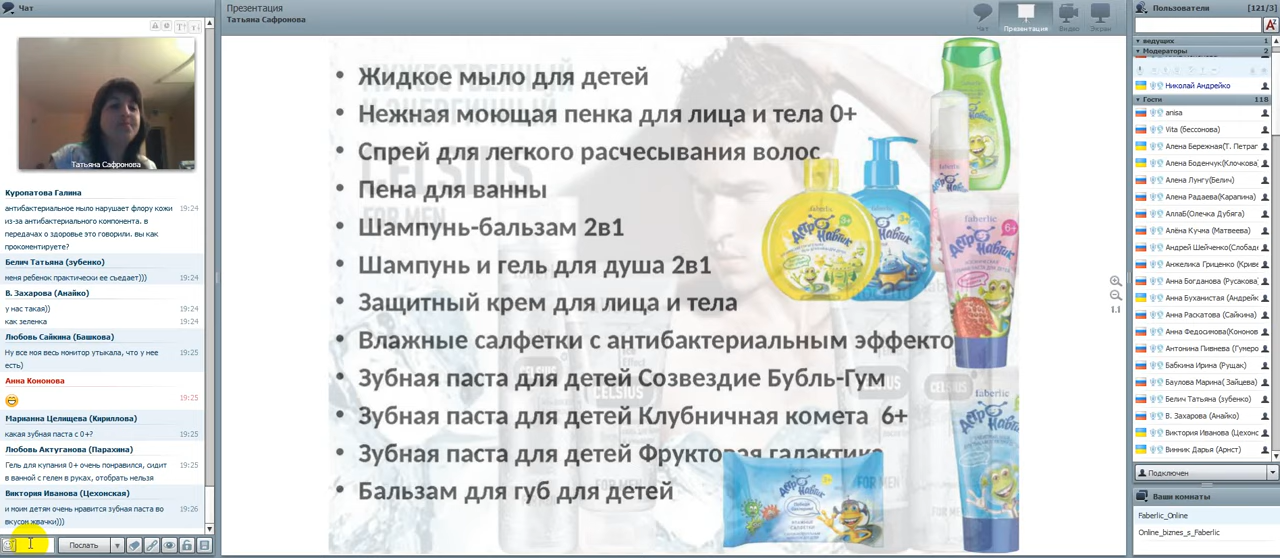 Чат
Татьяна Сафронова
Куропатова Галина
антибактериальное мыло нарушает флору кожи 19:24
из-за антибактериального компонента. в
передачах о здоровье это говорили. вы как
прокоментируете?
Белич Татьяна (зубенко)
меня ребенок практически ее съедает))) 19:24
В. Захарова (Анайко)
у нас такая)) 19:24
как зеленка 19:24
Любовь Сайкина (Башкова)
Ну все моя весь монитор утыкала, что у нее 19:25
есть)
Анна Кононова
19:25
Марианна Целищева (Кириллова)
какая зубная паста с 0+? 19:25
Любовь Актуганова (Парахина)
Гель для купания 0+ очень понравился, сидит 19:25
в ванной с гелем в руках, отобрать нельзя
Виктория Иванова (Цехонская)
и моим детям очень нравится зубная паста во 19:26
вкусом жвачки)))
Послать
Презентация
Татьяна Сафронова
Чат
Презентация
Видео
Экран
Жидкое мыло для детей
Нежная моющая пенка для лица и тела 0+
Спрей для легкого расчесывания волос
Пена для ванны
Шампунь-бальзам 2в1
Шампунь и гель для душа 2в1
Защитный крем для лица и тела
Влажные салфетки с антибактериальным эффекто
Зубная паста для детей Созвездие Бубль-Гум
Зубная паста для детей Клубничная комета 6+
Зубная паста для детей Фруктовая галактика
Бальзам для губ для детей
FOR MEN
CELSIUS
faberlic
ДетроНавтик
6+
1.1
Пользователи [121/3]
ведущих 1
Модераторы 2
Николай Андрейко
Гости 118
anisa
Vita (бессонова)
Алена Бережная(Т. Петраг
Алена Боденчук(Клочкова
Алена Лунгу(Белич)
Алена Радаева(Карапина)
АллаБ(Олечка Дубяга)
Алёна Кучма (Матвеева)
Андрей Шейченко(Слобод
Анжелика Гриценко (Криве
Анна Богданова (Русакова
Анна Буханистая (Андрейк
Анна Раскатова (Сайкина)
Анна Федосинова(Кононов
Антонина Пивнева (Гумеро
Бабкина Ирина (Рущак)
Баулова Марина( Зайцева)
Белич Татьяна (зубенко)
В. Захарова (Анайко)
Виктория Иванова (Цехонс
Винник Дарья (Арнст)
Подключен
Ваши комнаты
Faberlic_Online
Online_biznes_s_Faberlic